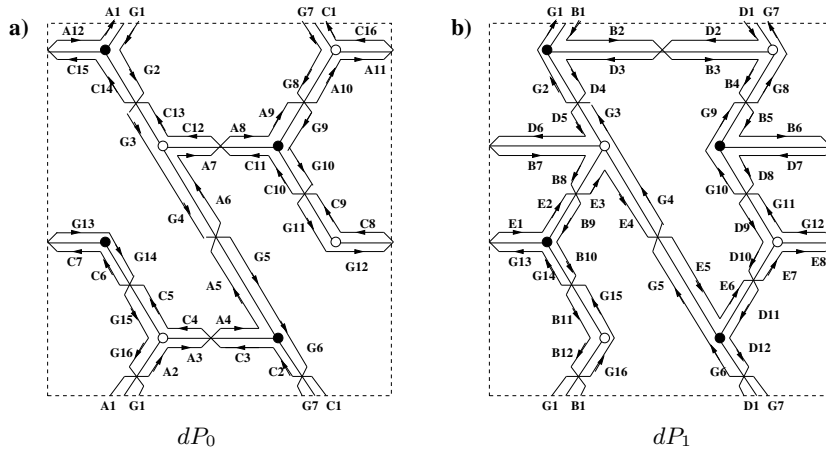 A1 G1 G7 C1 G1 B1 D1 G7
a) A12 C16 b) B2 D2
C15 G2 G8 A11 D3 B3
C14 A10 G2 D4 B4 G8
C13 A9 G3 G9
G3 C12 A8 G9 D6 D5 B5 B6
A7 C11 G10 B7 D7
A6 C10 B8 D8
C9 E2 E3 G4 G10 G11
G4 G11 C8 E1 B9 E4 D9 G12
G13 G5 G12 G13 D10 E8
C7 G14 G14 B10 E5 E7
C6 C5 A5 G5 E6
G15 C4 A4 G15 D11
B11
G16 A3 C3 G6 B12 D12
A2 C2 G16 G6
A1 G1 G7 C1 G1 B1 D1 G7
dP0 dP1